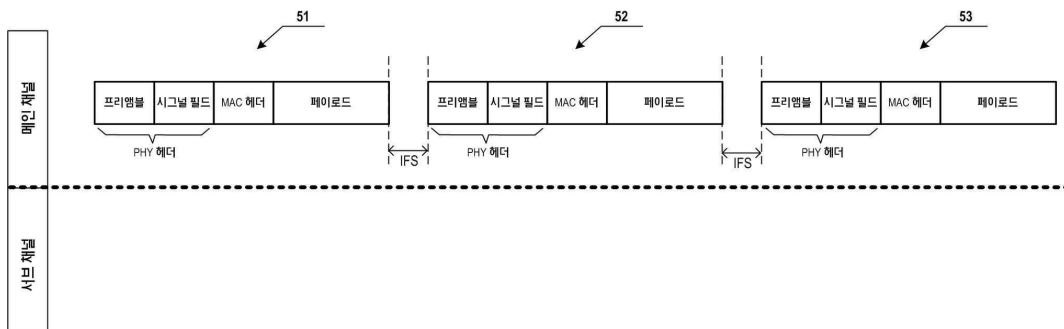 51
52
53
메인 채널
프리앰블 시그널 필드 MAC 헤더 페이로드
프리앰블 시그널 필드 MAC 헤더 페이로드
프리앰블 시그널 필드 MAC 헤더 페이로드
PHY 헤더
IFS
PHY 헤더
IFS
PHY 헤더
서브 채널